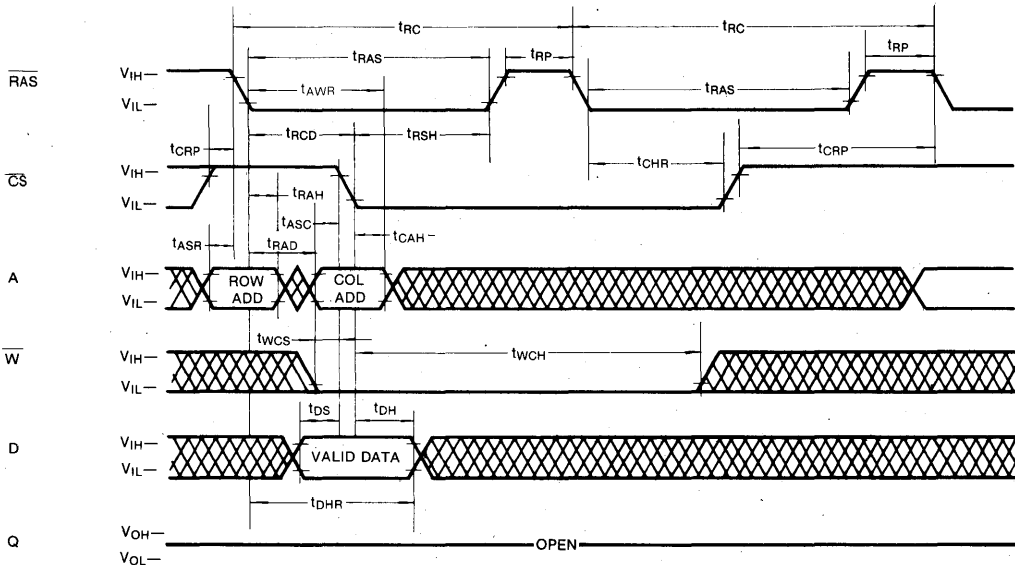 tRC tRC
tRAS tRP tRP
RAS VIH
tAWR tRAS
VIL
tRCD tRSH
tCRP tCHR tCRP
CS VIH
tRAH
VIL
tASC tCAH
tASR tRAD
A VIH ROW ADD COL ADD
VIL
tWCS tWCH
W VIH
VIL
tDS tDH
D VIH
VIL VALID DATA
tDHR
Q VOH
OPEN
VOL